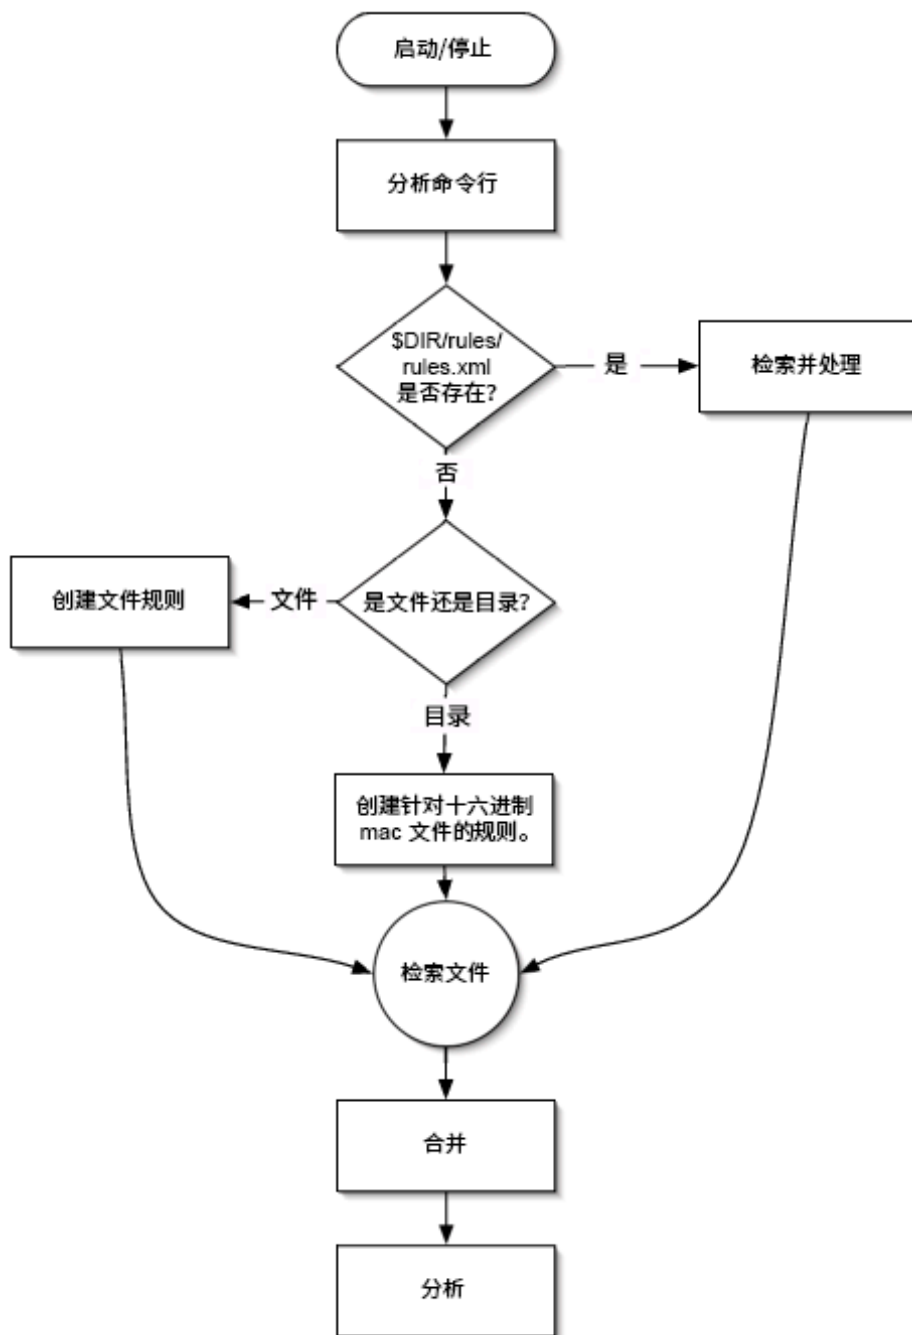 启动/停止
分析命令行
$DIR/rules/
rules.xml
是否存在?
是
检索并处理
否
创建文件规则
文件
是文件还是目录?
目录
创建针对十六进制
mac 文件的规则。
检索文件
合并
分析